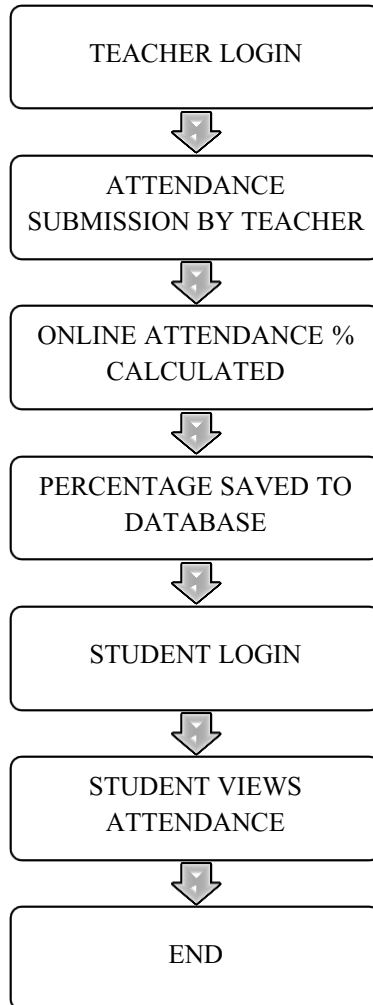 TEACHER LOGIN
ATTENDANCE
SUBMISSION BY TEACHER
ONLINE ATTENDANCE %
CALCULATED
PERCENTAGE SAVED TO
DATABASE
STUDENT LOGIN
STUDENT VIEWS
ATTENDANCE
END